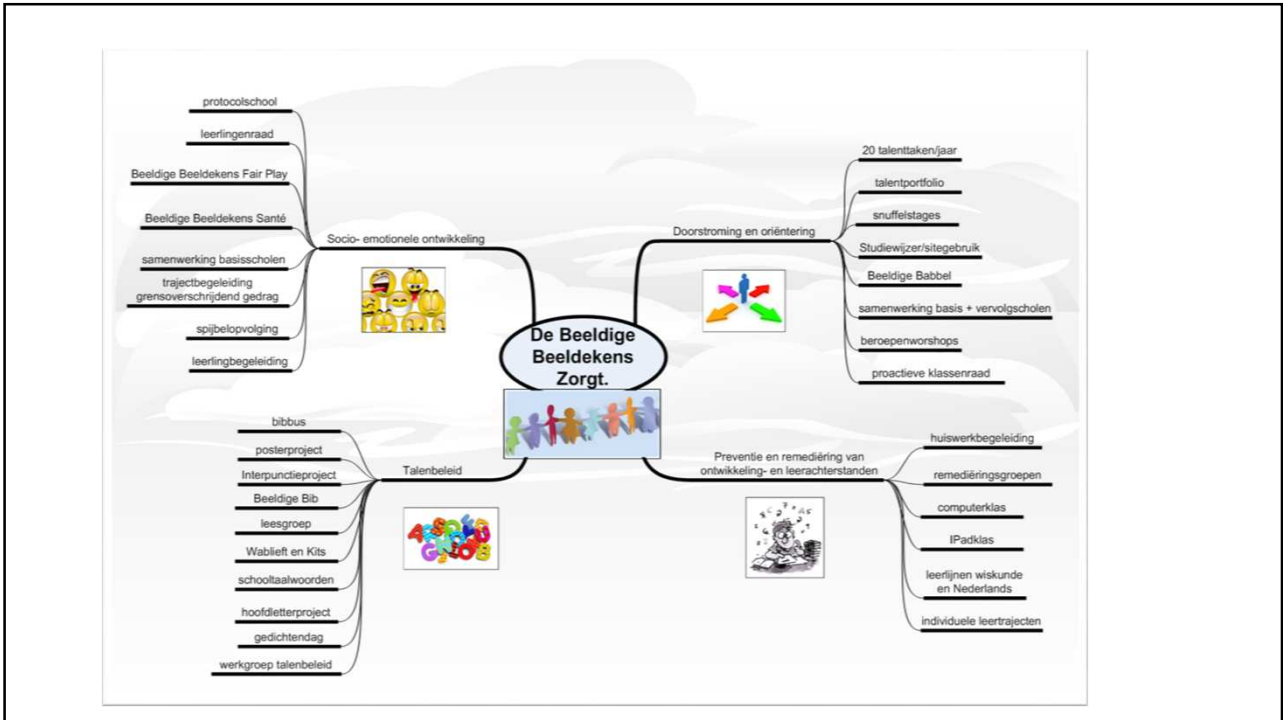 De Beeldige
Beeldekens
Zorgt.
Socio- emotionele ontwikkeling
protocolschool
leerlingenraad
Beeldige Beeldekens Fair Play
Beeldige Beeldekens Santé
samenwerking basisscholen
trajectbegeleiding
grensoverschrijdend gedrag
spijbelopvolging
leerlingbegeleiding
Doorstroming en oriëntering
20 talenttaken/jaar
talentportfolio
snuffelstages
Studiewijzer/sitegebruik
Beeldige Babbel
samenwerking basis + vervolgscholen
beroepenworshops
proactieve klassenraad
Talenbeleid
bibbus
posterproject
Interpunctieproject
Beeldige Bib
leesgroep
Wablieft en Kits
schooltaalwoorden
hoofdletterproject
gedichtendag
werkgroep talenbeleid
Preventie en remediëring van
ontwikkeling- en leerachterstanden
huiswerkbegeleiding
remediëringsgroepen
computerklas
IPadklas
leerlijnen wiskunde
en Nederlands
individuele leertrajecten